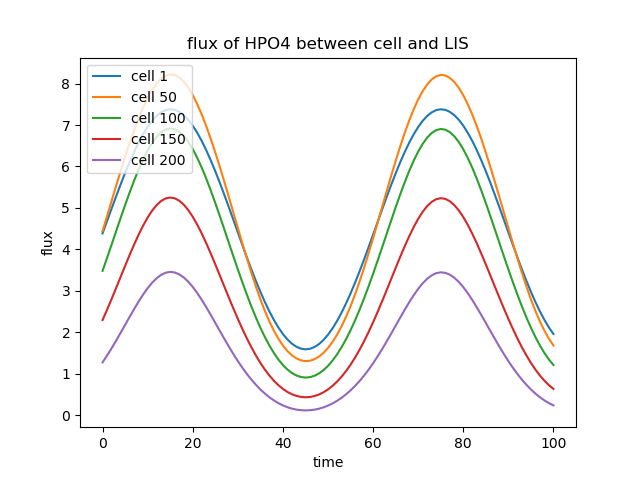 flux of HPO4 between cell and LIS
cell 1
cell 50
cell 100
cell 150
cell 200
flux
8
7
6
5
4
3
2
1
0
0 20 40 60 80 100
time